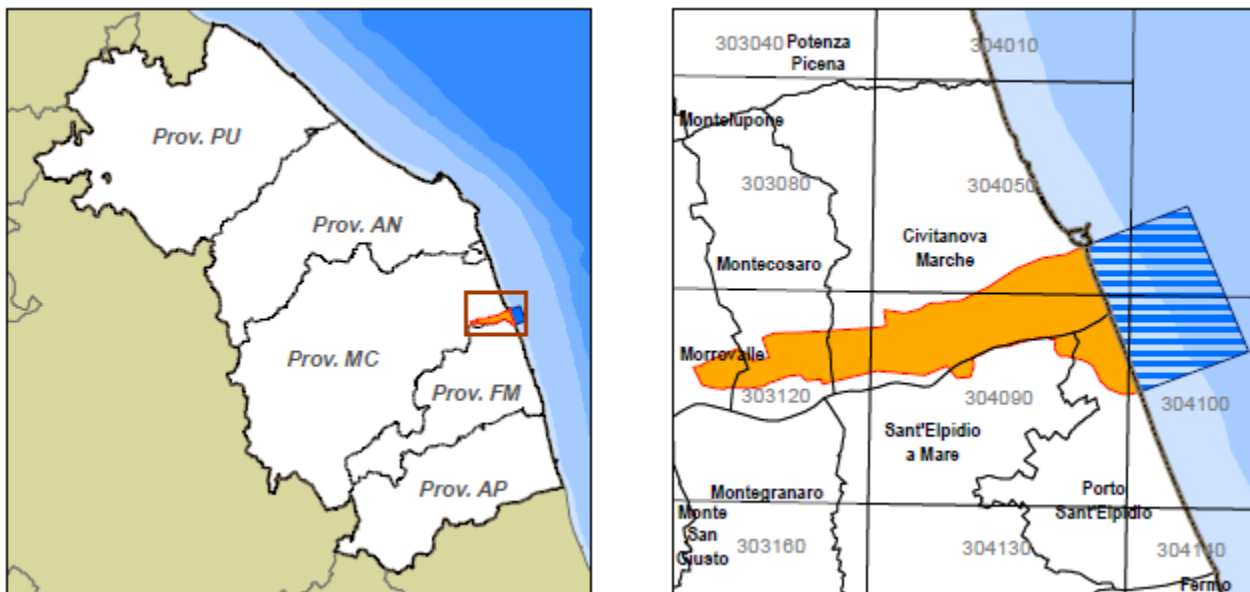 Prov. PU
Prov. AN
Prov. MC
Prov. FM
Prov. AP
303040
Potenza
Picena
304010
Montelupone
303080
304050
Civitanova
Marche
Montecosaro
Morrovalle
303120
304090
304100
Sant'Elpidio
a Mare
Montegranaro
Porto
Sant'Elpidio
Monte
San
Giusto
303160
304130
304140
Fermo